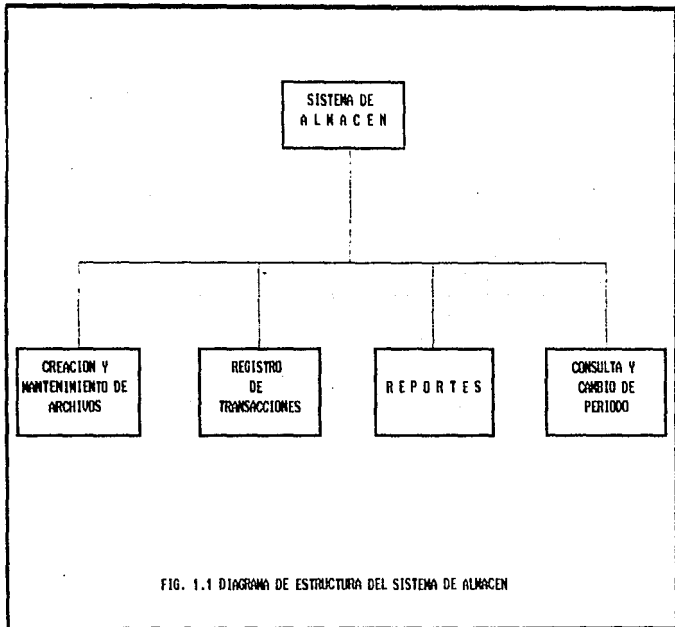 SISTEMA DE
A L M A C E N
CREACION Y
MANTENIMIENTO DE
ARCHIVOS
REGISTRO
DE
TRANSACCIONES
R E P O R T E S
CONSULTA Y
CAMBIO DE
PERIODO
FIG. 1.1 DIAGRAMA DE ESTRUCTURA DEL SISTEMA DE ALMACEN